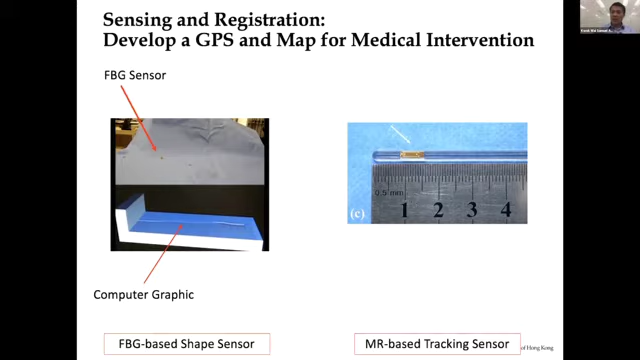 Sensing and Registration:
Develop a GPS and Map for Medical Intervention
FBG Sensor
Computer Graphic
0.5 mm
1 2 3 4
(c)
FBG-based Shape Sensor
MR-based Tracking Sensor
of Hong Kong